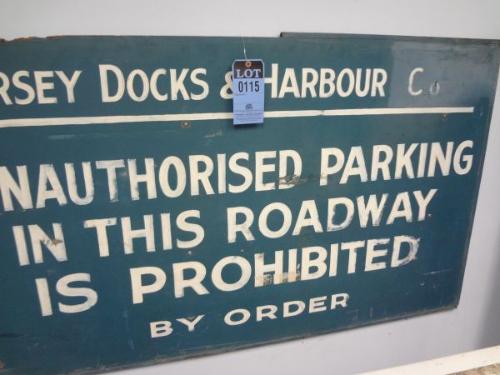 RSEY DOCKS & HARBOUR Co
LOT
0115
NAUTHORISED PARKING
IN THIS ROADWAY
IS PROHIBITED
BY ORDER